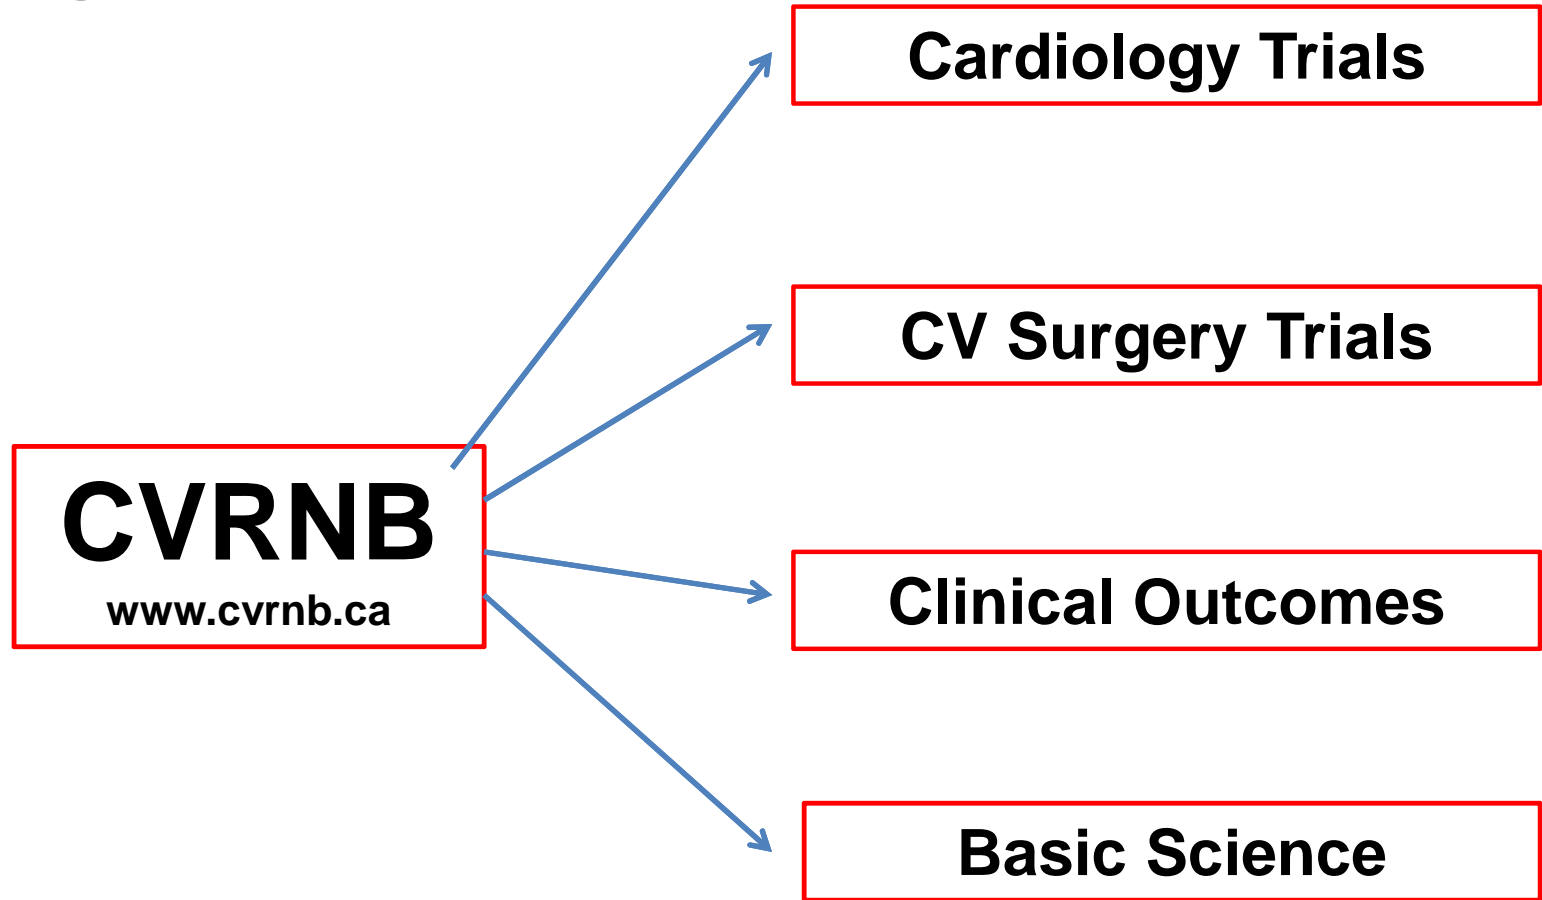 Cardiology Trials
CV Surgery Trials
CVRNB
www.cvrnb.ca
Clinical Outcomes
Basic Science